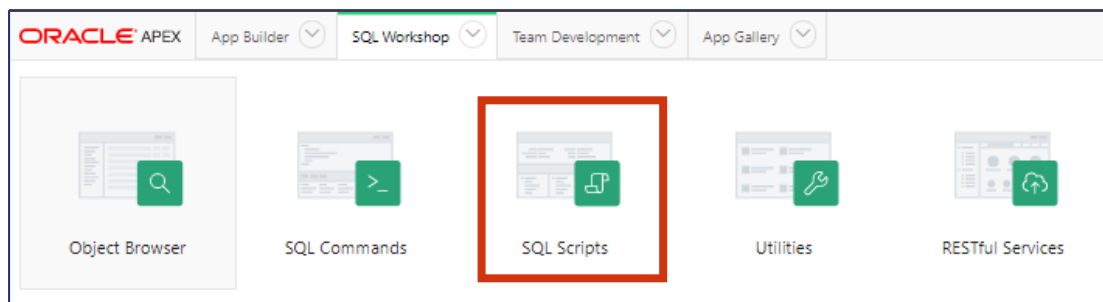 ORACLE APEX App Builder SQL Workshop Team Development App Gallery
Object Browser SQL Commands SQL Scripts Utilities RESTful Services